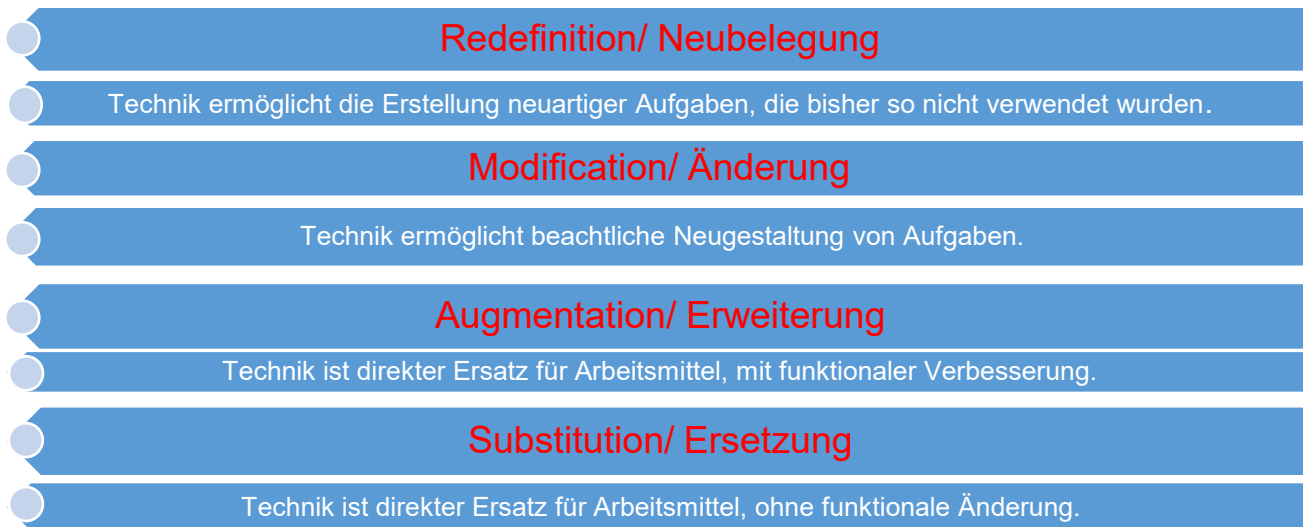 Redefinition/ Neubelegung
Technik ermöglicht die Erstellung neuartiger Aufgaben, die bisher so nicht verwendet wurden.
Modification/ Änderung
Technik ermöglicht beachtliche Neugestaltung von Aufgaben.
Augmentation/ Erweiterung
Technik ist direkter Ersatz für Arbeitsmittel, mit funktionaler Verbesserung.
Substitution/ Ersetzung
Technik ist direkter Ersatz für Arbeitsmittel, ohne funktionale Änderung.